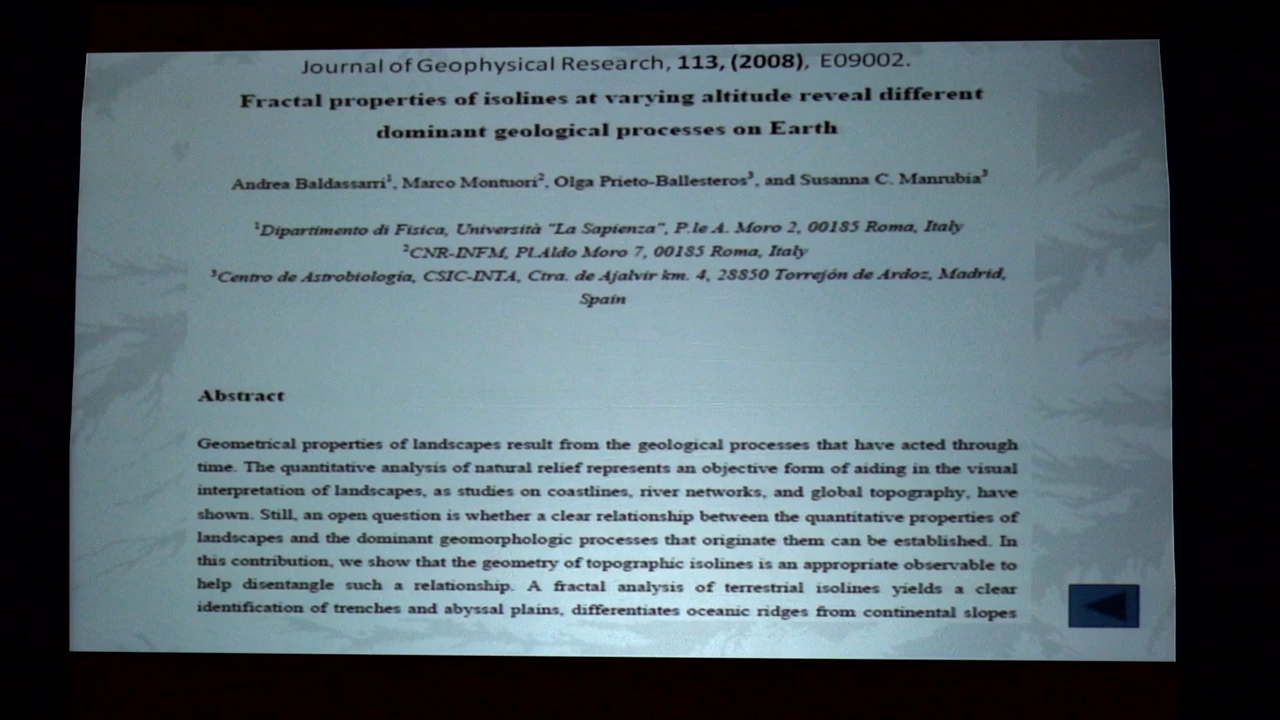 Journal of Geophysical Research, 113, (2008), E09002.
Fractal properties of isolines at varying altitude reveal different
dominant geological processes on Earth
Andrea Baldassarri¹, Marco Montuori², Olga Prieto-Ballesteros³, and Susanna C. Manrubia³
¹Dipartimento di Fisica, Università "La Sapienza", P.le A. Moro 2, 00185 Roma, Italy
²CNR-INFM, Pl.Aldo Moro 7, 00185 Roma, Italy
³Centro de Astrobiología, CSIC-INTA, Ctra. de Ajalvir km. 4, 28850 Torrejón de Ardoz, Madrid,
Spain
Abstract
Geometrical properties of landscapes result from the geological processes that have acted through
time. The quantitative analysis of natural relief represents an objective form of aiding in the visual
interpretation of landscapes, as studies on coastlines, river networks, and global topography, have
shown. Still, an open question is whether a clear relationship between the quantitative properties of
landscapes and the dominant geomorphologic processes that originate them can be established. In
this contribution, we show that the geometry of topographic isolines is an appropriate observable to
help disentangle such a relationship. A fractal analysis of terrestrial isolines yields a clear
identification of trenches and abyssal plains, differentiates oceanic ridges from continental slopes